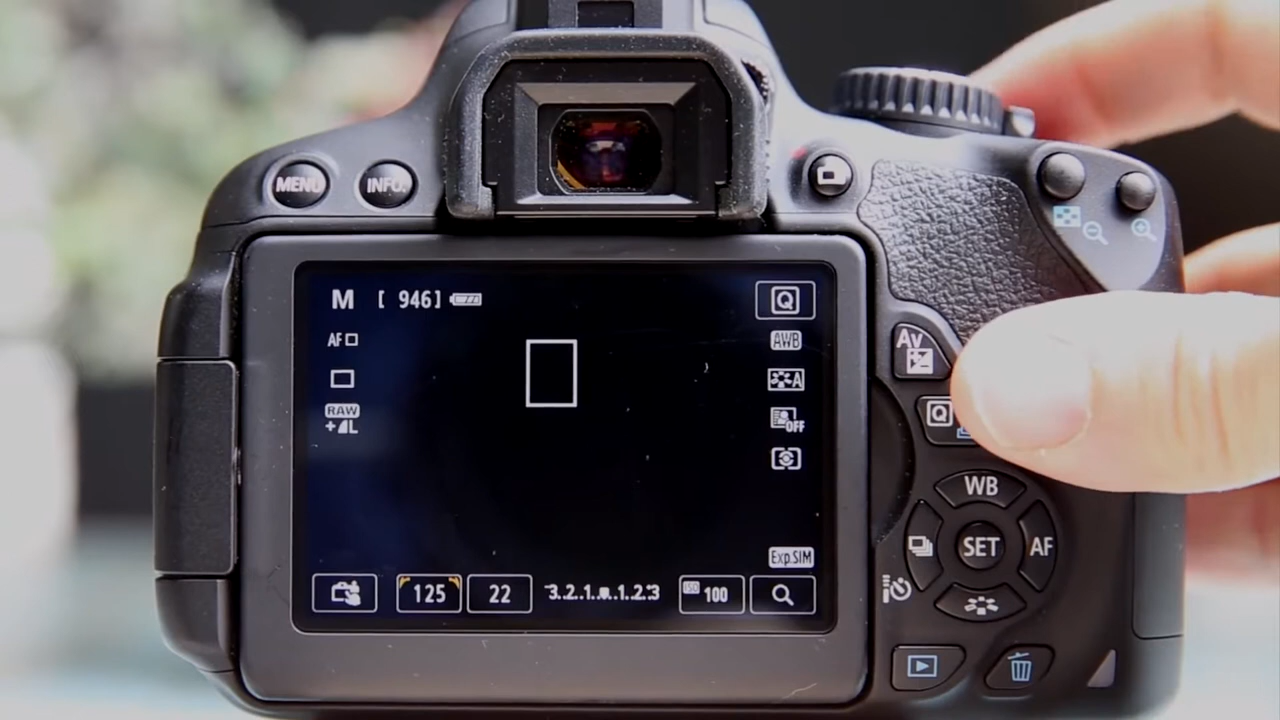 MENU INFO.
M [ 946]
Q
AF
AWB
A
RAW
+L
OFF
Exp.SIM
125 22 -3..2..1..0..1..2..:3 ISO 100
Av
Q
WB
SET AF